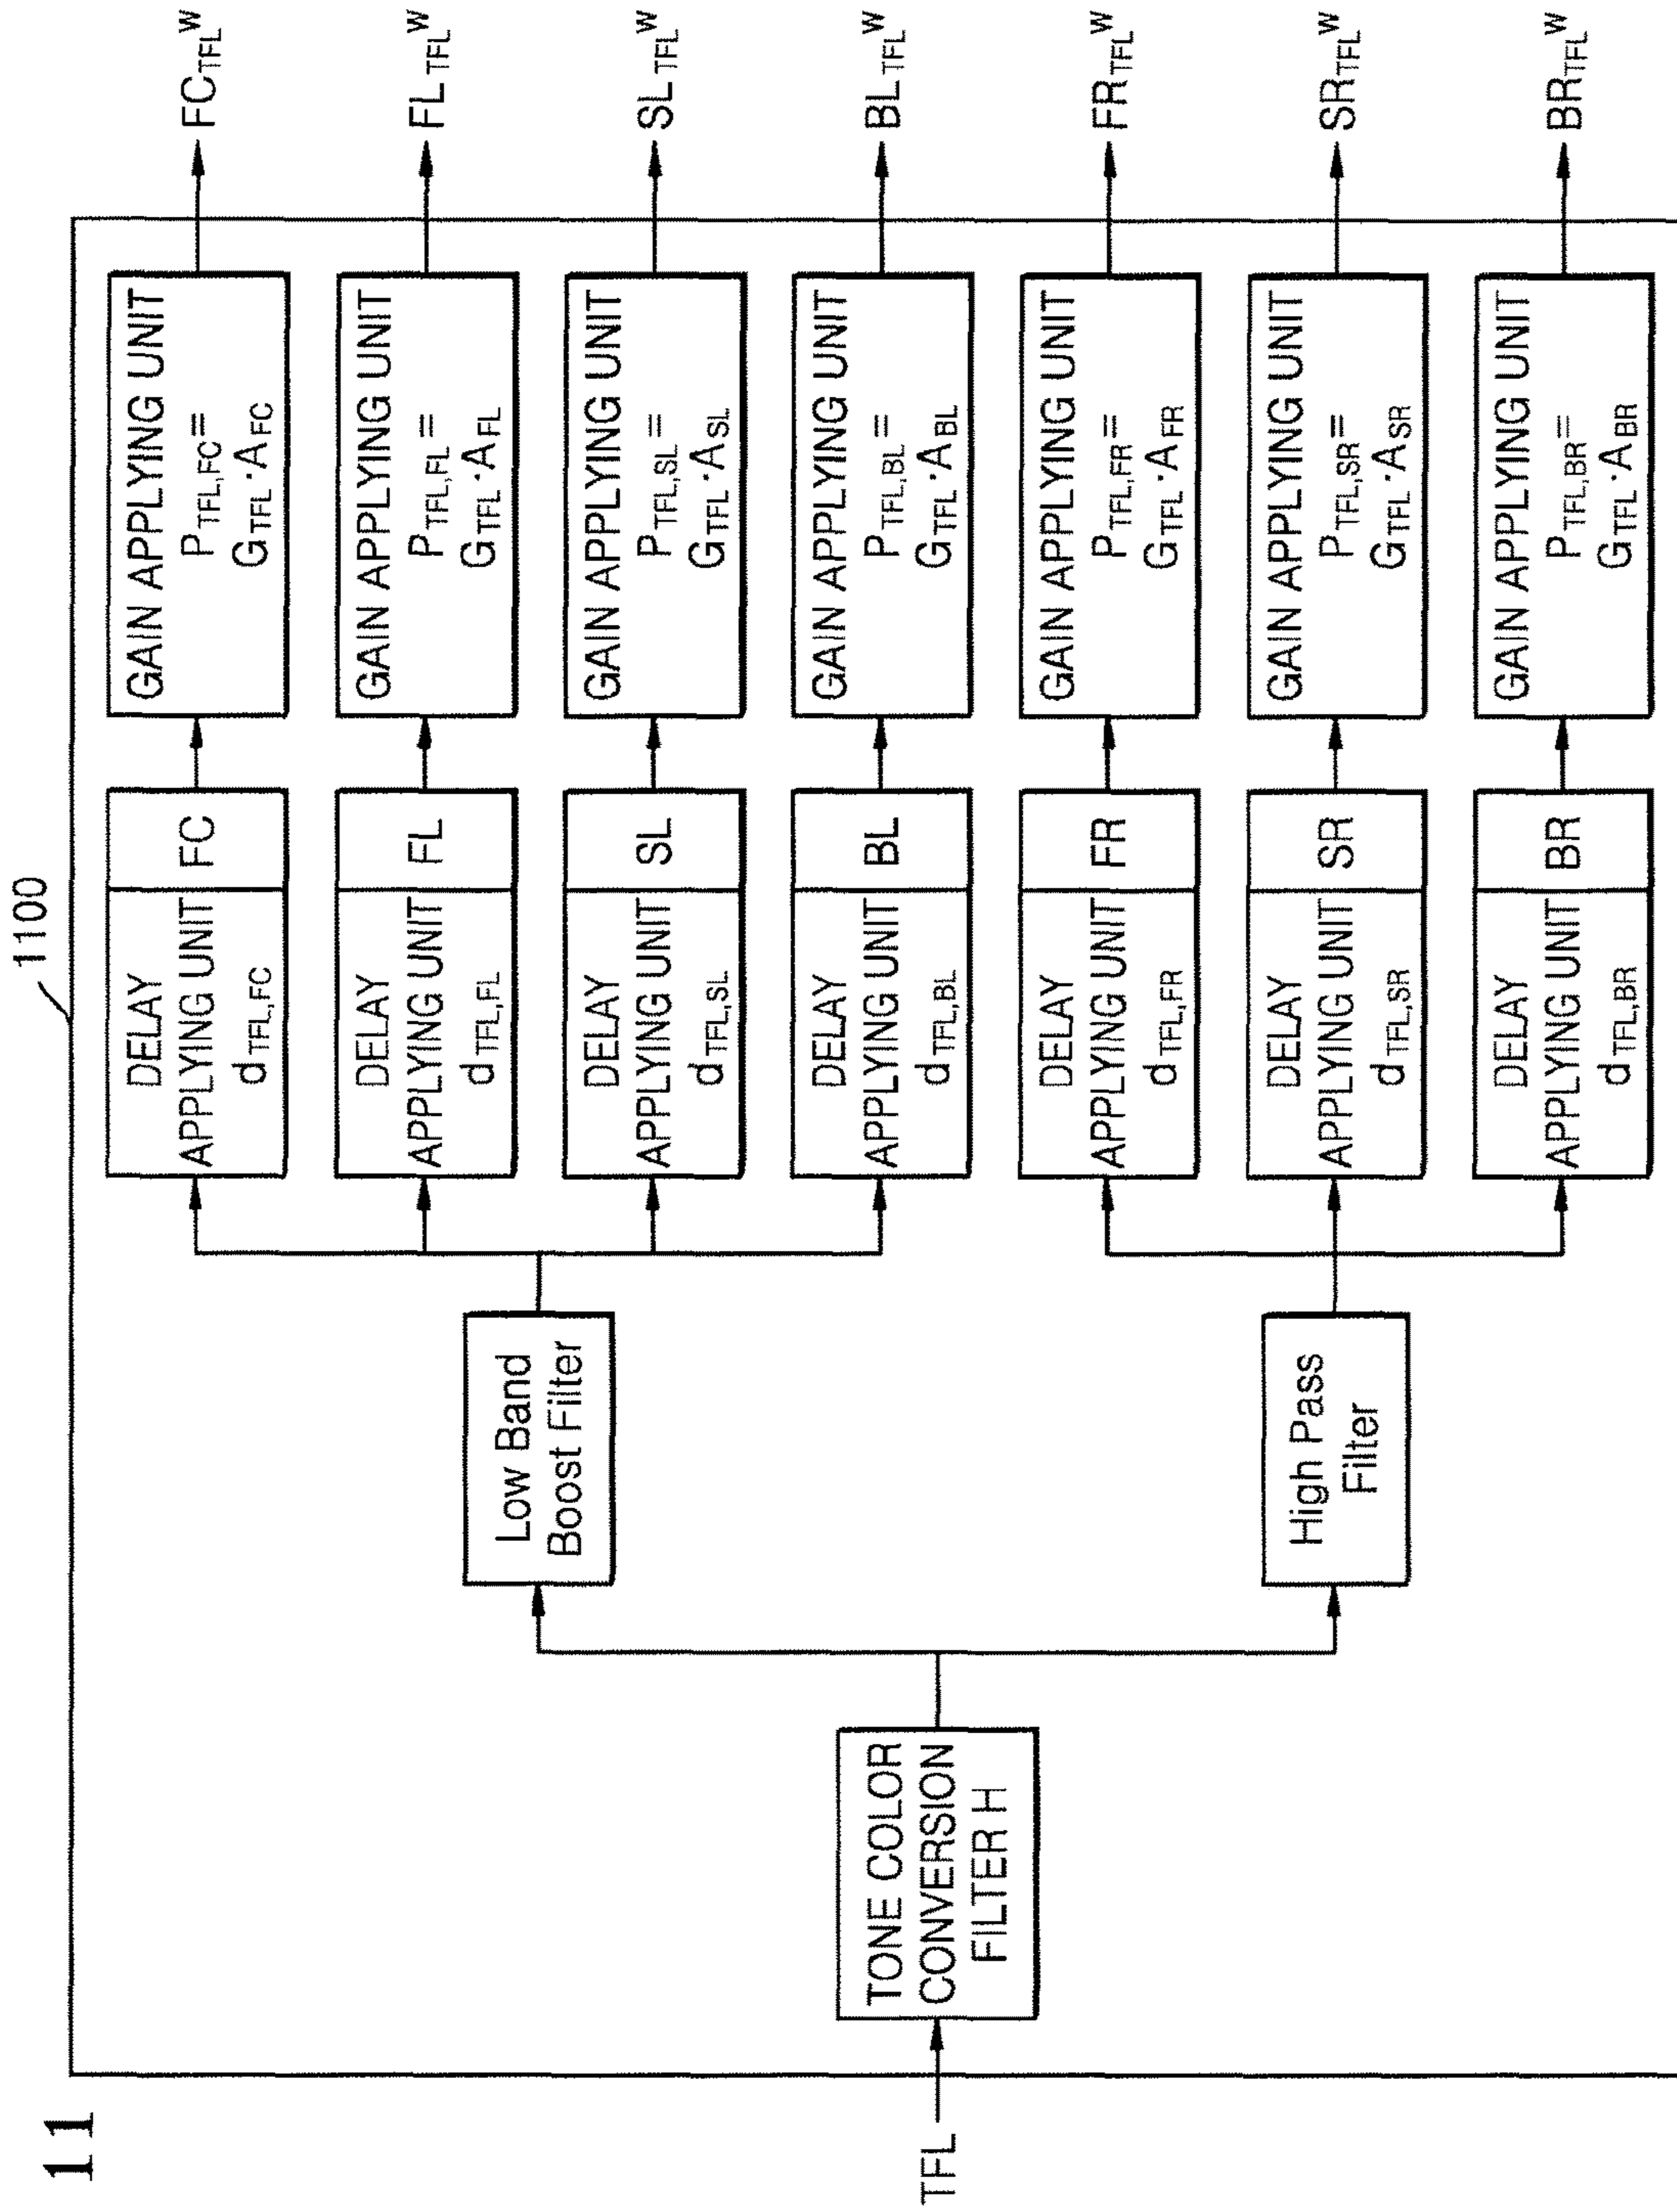 11
1100
TFL
TONE COLOR
CONVERSION
FILTER H
Low Band
Boost Filter
High Pass
Filter
DELAY
APPLYING UNIT
d TFL,FC
FC
GAIN APPLYING UNIT
P TFL,FC =
G TFL · A FC
FC TFL W
DELAY
APPLYING UNIT
d TFL,FL
FL
GAIN APPLYING UNIT
P TFL,FL =
G TFL · A FL
FL TFL W
DELAY
APPLYING UNIT
d TFL,SL
SL
GAIN APPLYING UNIT
P TFL,SL =
G TFL · A SL
SL TFL W
DELAY
APPLYING UNIT
d TFL,BL
BL
GAIN APPLYING UNIT
P TFL,BL =
G TFL · A BL
BL TFL W
DELAY
APPLYING UNIT
d TFL,FR
FR
GAIN APPLYING UNIT
P TFL,FR =
G TFL · A FR
FR TFL W
DELAY
APPLYING UNIT
d TFL,SR
SR
GAIN APPLYING UNIT
P TFL,SR =
G TFL · A SR
SR TFL W
DELAY
APPLYING UNIT
d TFL,BR
BR
GAIN APPLYING UNIT
P TFL,BR =
G TFL · A BR
BR TFL W